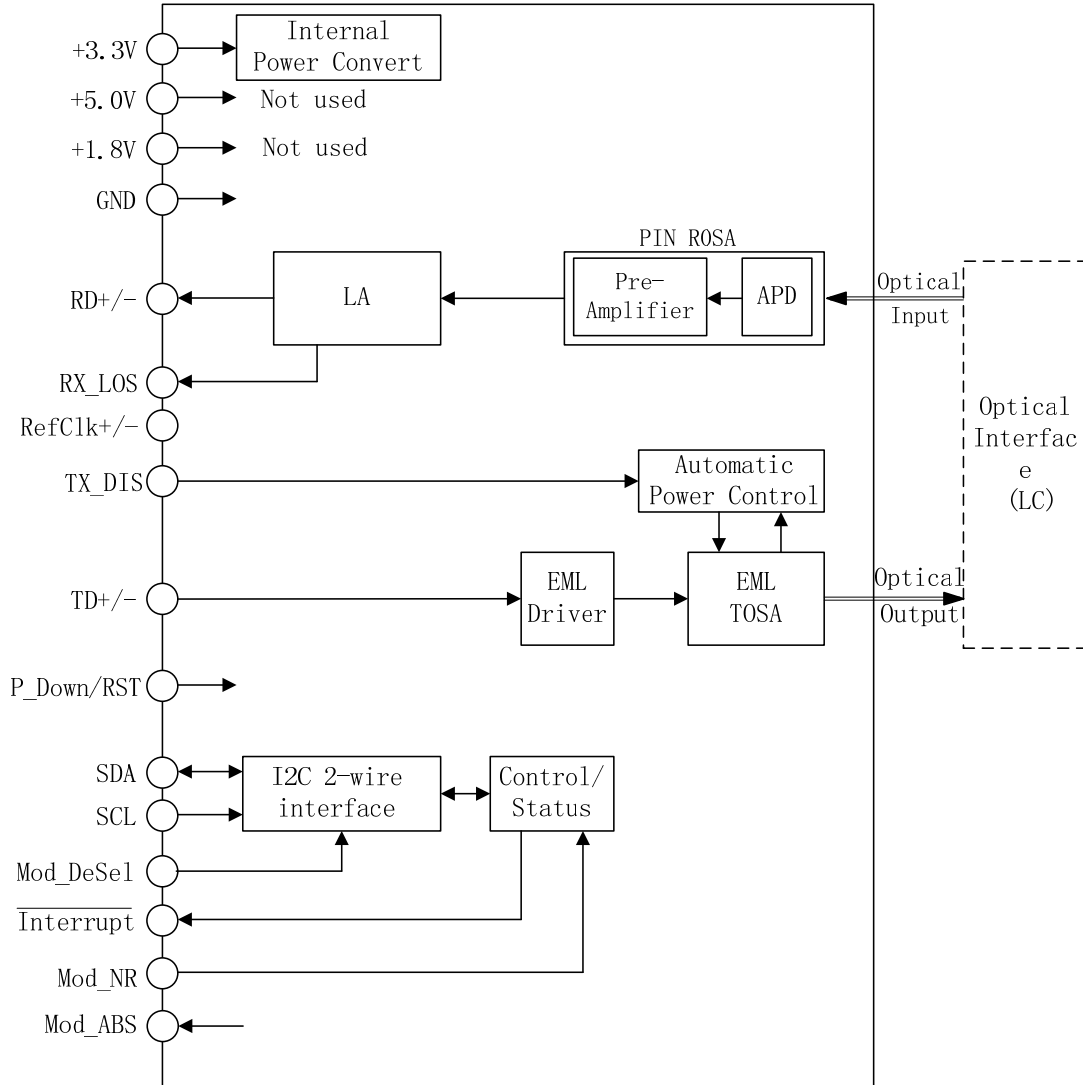 +3.3V
Internal
Power Convert
+5.0V
Not used
+1.8V
Not used
GND
PIN ROSA
RD+/-
LA
Pre-
Amplifier
APD
Optical
Input
RX_LOS
RefClk+/-
Optical
Interfac
e
(LC)
TX_DIS
Automatic
Power Control
TD+/-
EML
Driver
EML
TOSA
Optical
Output
P_Down/RST
SDA
SCL
I2C 2-wire
interface
Control/
Status
Mod_DeSel
Interrupt
Mod_NR
Mod_ABS